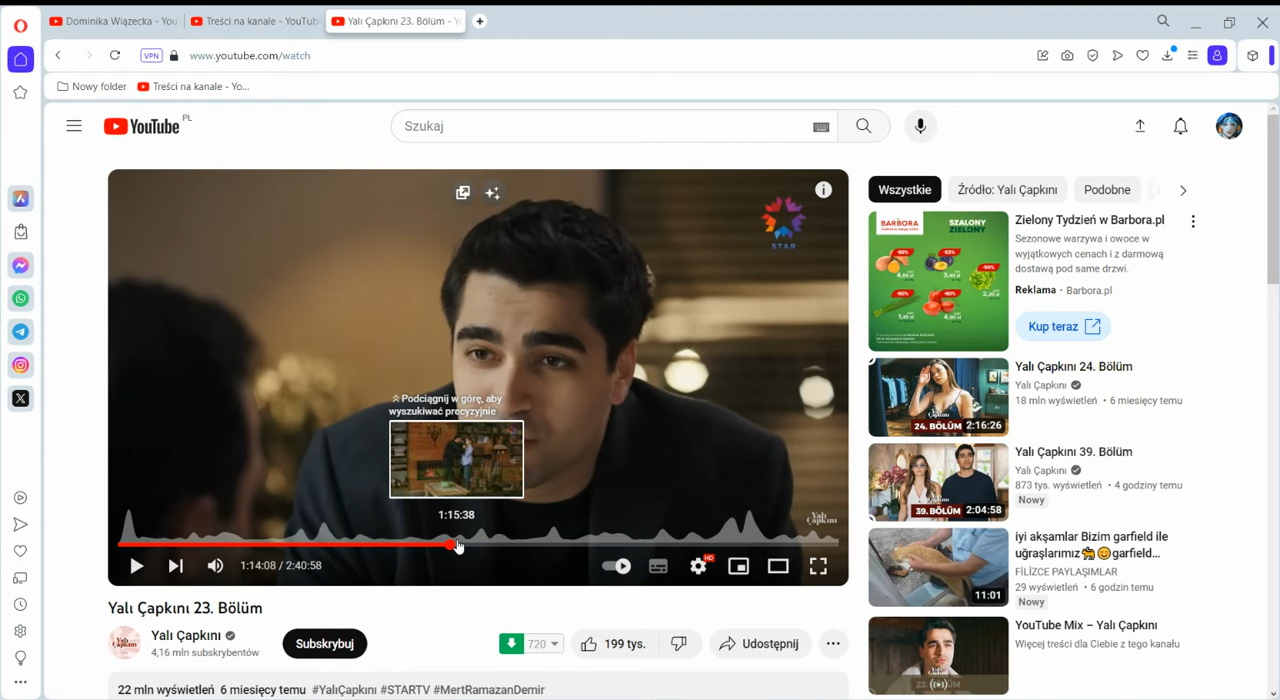 Dominika Wiązecka - You
Treści na kanale - YouTube
Yalı Çapkını 23. Bölüm - Y
VPN
www.youtube.com/watch
Nowy folder
Treści na kanale - Yo...
YouTube PL
Szukaj
STAR
Podciągnij w górę, aby
wyszukiwać precyzyjnie
1:15:38
Yalı
Çapkını
1:14:08 / 2:40:58
HD
Yalı Çapkını 23. Bölüm
Yalı Çapkını
4,16 mln subskrybentów
Subskrybuj
720
199 tys.
Udostępnij
22 mln wyświetleń 6 miesięcy temu #YalıÇapkını #STARTV #MertRamazanDemir
Wszystkie
Źródło: Yalı Çapkını
Podobne
BARBORA
SZALONY
ZIELONY
Zielony Tydzień w Barbora.pl
Sezonowe warzywa i owoce w
wyjątkowych cenach i z darmową
dostawą pod same drzwi.
Reklama · Barbora.pl
Kup teraz
24. BÖLÜM
2:16:26
Yalı Çapkını 24. Bölüm
Yalı Çapkını
18 mln wyświetleń · 6 miesięcy temu
39. BÖLÜM
2:04:58
Yalı Çapkını 39. Bölüm
Yalı Çapkını
873 tys. wyświetleń · 4 godziny temu
Nowy
11:01
iyi akşamlar Bizim garfield ile
uğraşlarımız🐈😊garfield...
FİLİZCE PAYLAŞIMLAR
29 wyświetleń · 6 godzin temu
Nowy
YouTube Mix – Yalı Çapkını
Więcej treści dla Ciebie z tego kanału